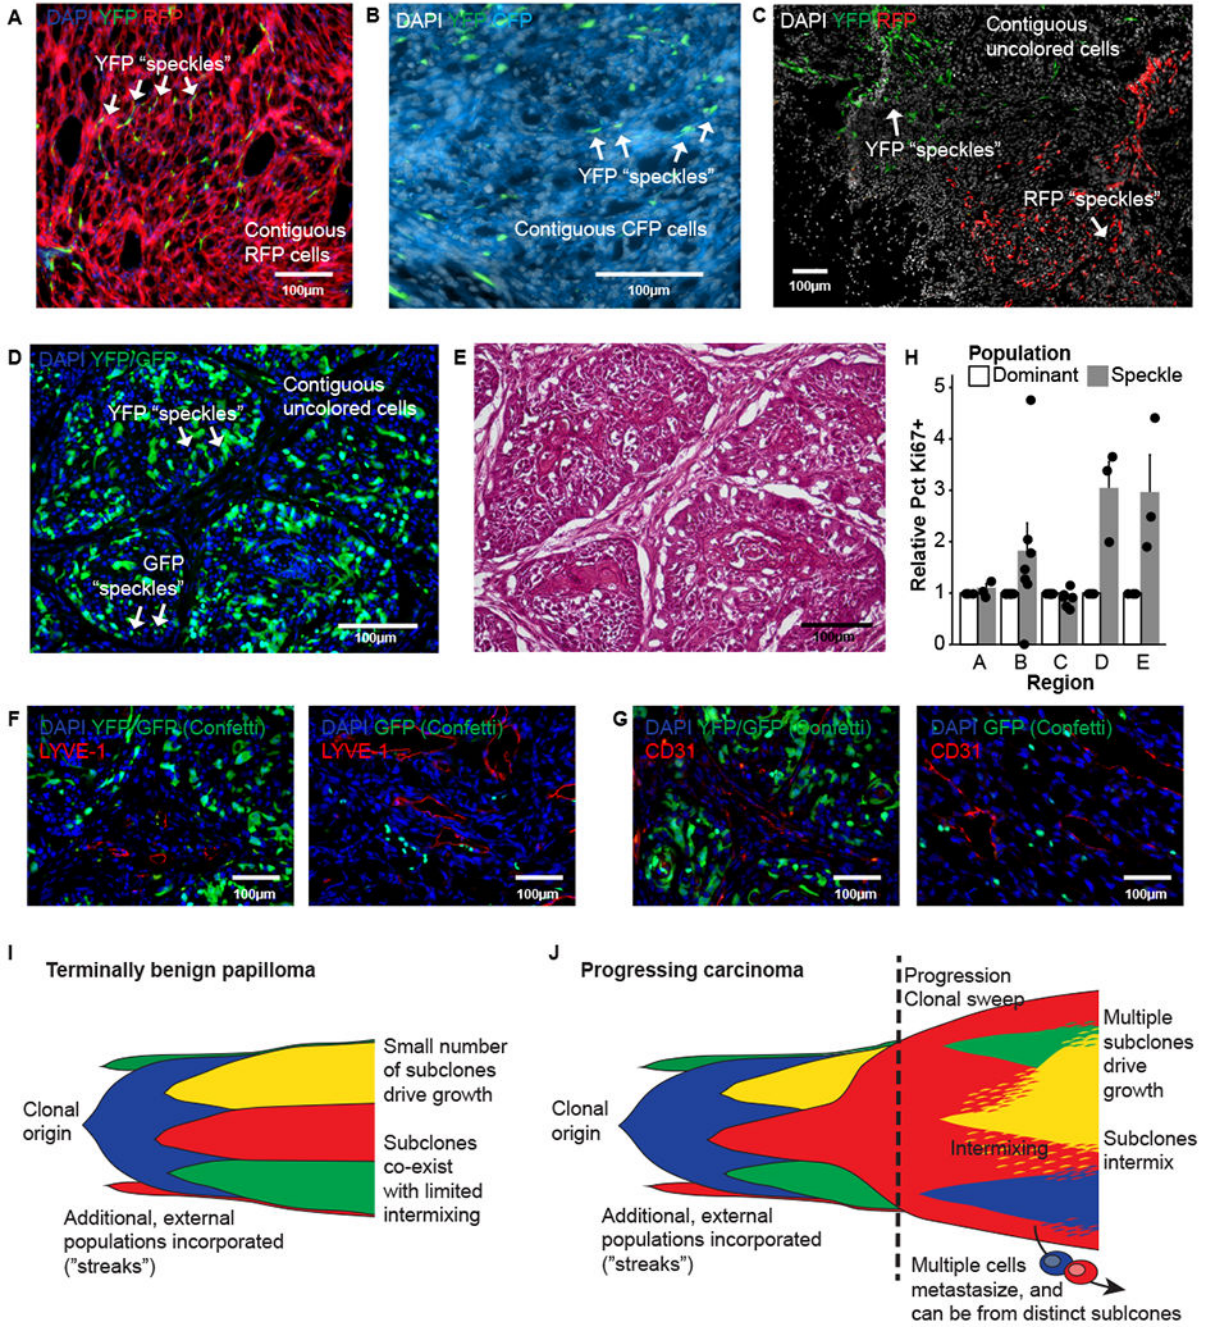 A
DAPI YFP RFP
YFP “speckles”
Contiguous
RFP cells
100µm
B
DAPI YFP CFP
YFP “speckles”
Contiguous CFP cells
100µm
C
DAPI YFP RFP
Contiguous
uncolored cells
YFP “speckles”
RFP “speckles”
100µm
D
DAPI YFP/GFP
Contiguous
uncolored cells
YFP “speckles”
GFP
“speckles”
100µm
E
100µm
H
Population
Dominant Speckle
Relative Pct Ki67+
5
4
3
2
1
0
A B C D E
Region
F
DAPI YFP/GFP (Confetti)
LYVE-1
100µm
DAPI GFP (Confetti)
LYVE-1
100µm
G
DAPI YFP/GFP (Confetti)
CD31
100µm
DAPI GFP (Confetti)
CD31
100µm
I
Terminally benign papilloma
Clonal
origin
Small number
of subclones
drive growth
Subclones
co-exist
with limited
intermixing
Additional, external
populations incorporated
(”streaks”)
J
Progressing carcinoma
Progression
Clonal sweep
Clonal
origin
Multiple
subclones
drive
growth
Intermixing
Subclones
intermix
Additional, external
populations incorporated
(”streaks”)
Multiple cells
metastasize, and
can be from distinct sublcones